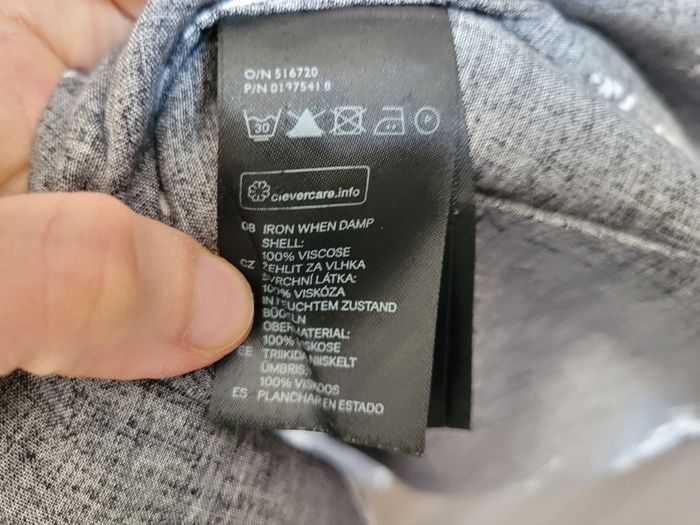 O/N 516720
P/N 0197541 8
30
clevercare.info
GB IRON WHEN DAMP
SHELL:
100% VISCOSE
CZ ŽEHLIT ZA VLHKA
SVRCHNÍ LÁTKA:
100% VISKÓZA
IN FEUCHTEM ZUSTAND
BÜGELN
OBERMATERIAL:
100% VISKOSE
EE TRIIKIDA NIISKELT
ÜMBRIS:
100% VISKOOS
ES PLANCHAR EN ESTADO